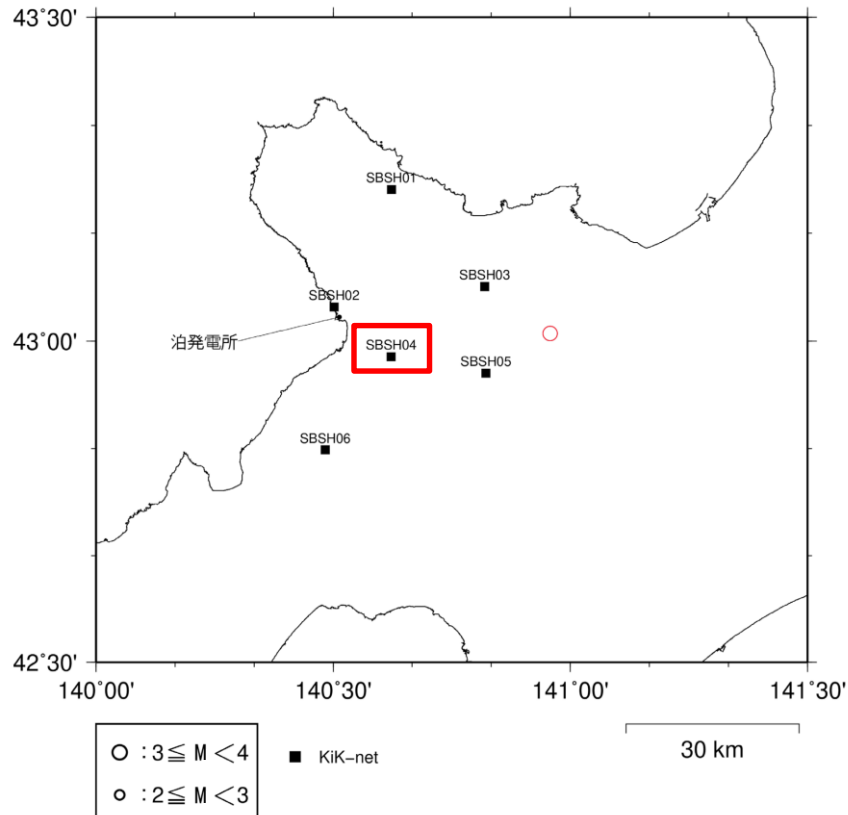 43˚30'
SBSH01
SBSH03
SBSH02
泊発電所
43˚00'
SBSH04
SBSH05
SBSH06
42˚30'
140˚00'
140˚30'
141˚00'
141˚30'
○ : 3 ≦ M < 4
■ KiK-net
30 km
○ : 2 ≦ M < 3